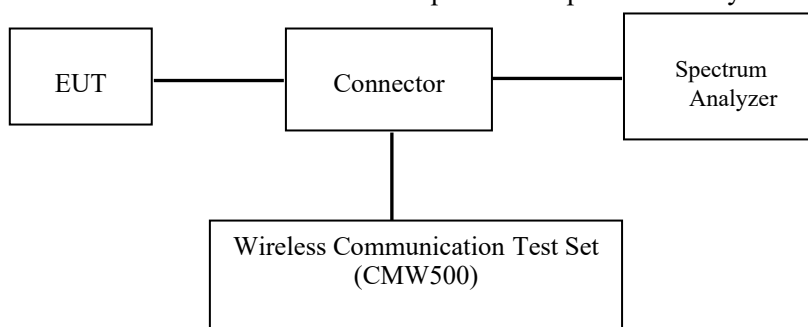 EUT
Connector
Spectrum
Analyzer
Wireless Communication Test Set
(CMW500)